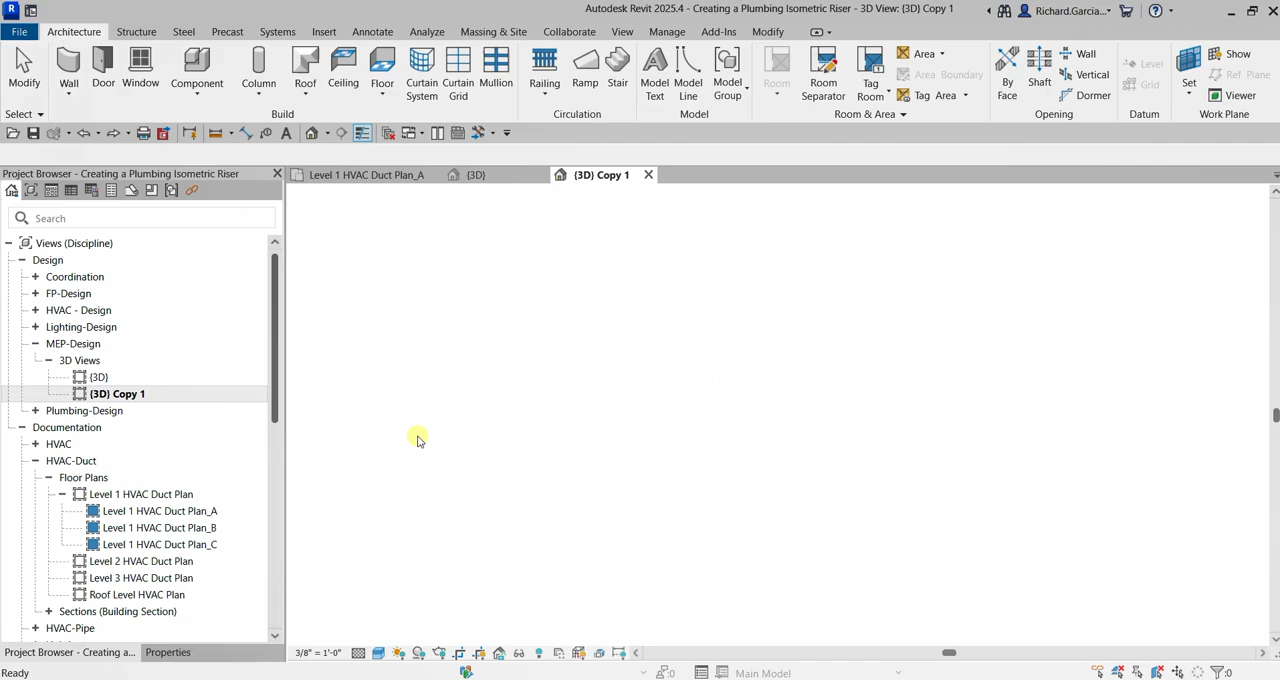 Autodesk Revit 2025.4 - Creating a Plumbing Isometric Riser - 3D View: {3D} Copy 1
Richard.Garcia...
File Architecture Structure Steel Precast Systems Insert Annotate Analyze Massing & Site Collaborate View Manage Add-Ins Modify
Modify Wall Door Window Component Column Roof Ceiling Floor Curtain System Curtain Grid Mullion Railing Ramp Stair Model Text Model Line Model Group Room Room Separator Tag Room
Area
Area Boundary
Tag Area
By Face Shaft
Wall
Vertical
Dormer
Level
Grid
Set
Show
Ref Plane
Viewer
Select Build Circulation Model Room & Area Opening Datum Work Plane
Project Browser - Creating a Plumbing Isometric Riser
Level 1 HVAC Duct Plan_A {3D} {3D} Copy 1
Search
Views (Discipline)
Design
Coordination
FP-Design
HVAC - Design
Lighting-Design
MEP-Design
3D Views
{3D}
{3D} Copy 1
Plumbing-Design
Documentation
HVAC
HVAC-Duct
Floor Plans
Level 1 HVAC Duct Plan
Level 1 HVAC Duct Plan_A
Level 1 HVAC Duct Plan_B
Level 1 HVAC Duct Plan_C
Level 2 HVAC Duct Plan
Level 3 HVAC Duct Plan
Roof Level HVAC Plan
Sections (Building Section)
HVAC-Pipe
Project Browser - Creating a... Properties
3/8" = 1'-0"
Ready
:0
Main Model
:0